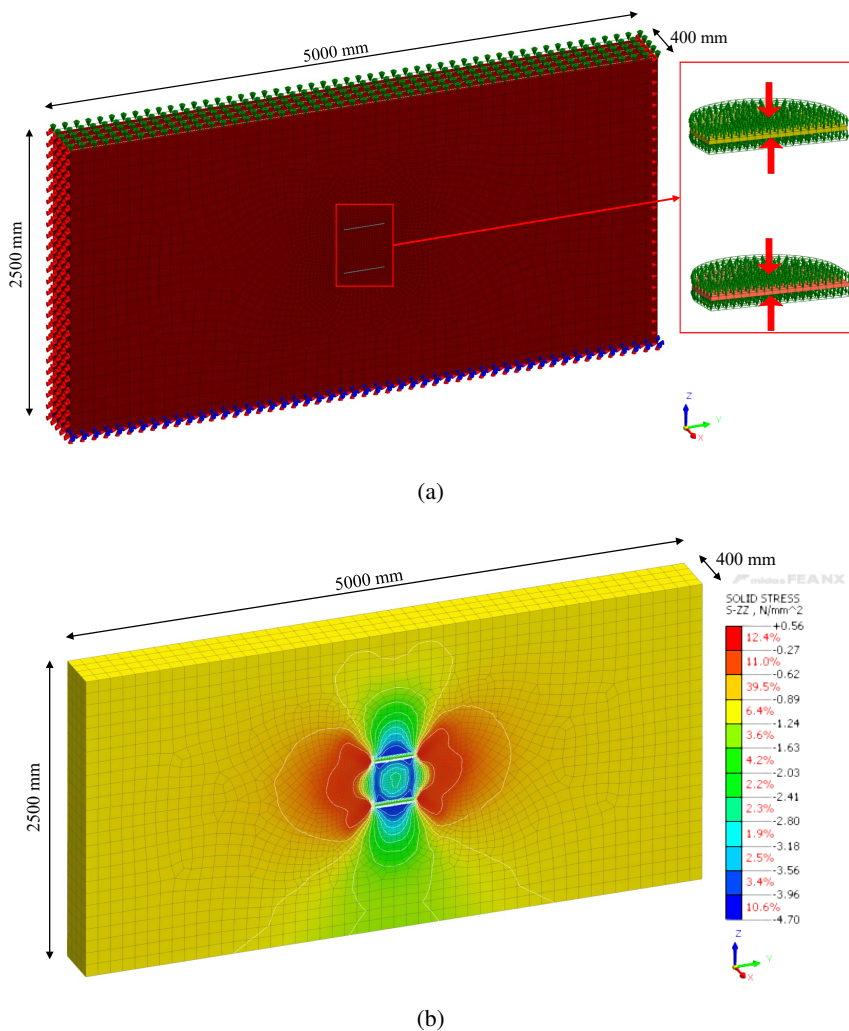 5000 mm
400 mm
2500 mm
Z
Y
X
(a)
5000 mm
400 mm
2500 mm
midas FEA NX
SOLID STRESS
S-ZZ , N/mm^2
+0.56
12.4%
-0.27
11.0%
-0.62
39.5%
-0.89
6.4%
-1.24
3.6%
-1.63
4.2%
-2.03
2.2%
-2.41
2.3%
-2.80
1.9%
-3.18
2.5%
-3.56
3.4%
-3.96
10.6%
-4.70
Z
Y
X
(b)